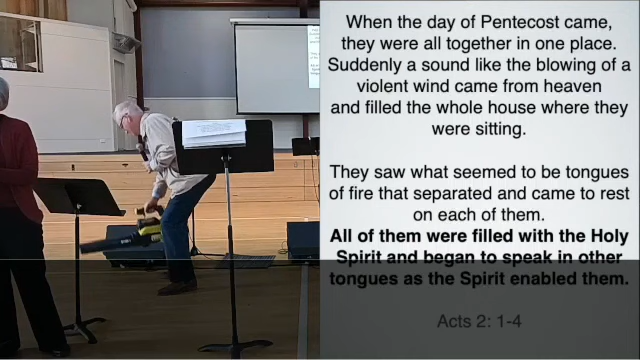 When the day of Pentecost came,
they were all together in one place.
Suddenly a sound like the blowing of a
violent wind came from heaven
and filled the whole house where they
were sitting.
They saw what seemed to be tongues
of fire that separated and came to rest
on each of them.
All of them were filled with the Holy
Spirit and began to speak in other
tongues as the Spirit enabled them.
Acts 2: 1-4